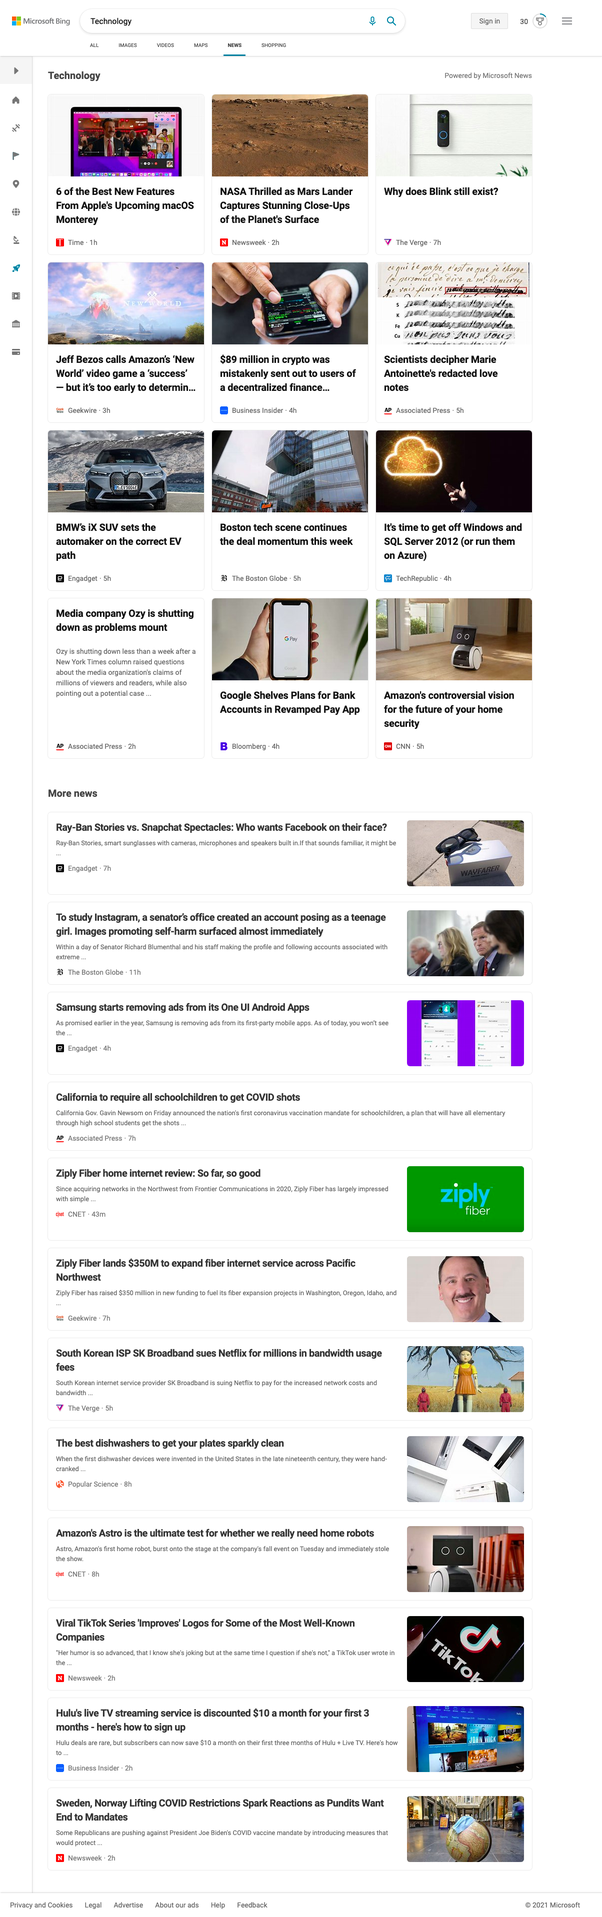 Microsoft Bing
Technology
Sign in
30
ALL
IMAGES
VIDEOS
MAPS
NEWS
SHOPPING
Technology
Powered by Microsoft News
6 of the Best New Features
From Apple's Upcoming macOS
Monterey
Time · 1h
NASA Thrilled as Mars Lander
Captures Stunning Close-Ups
of the Planet's Surface
Newsweek · 2h
Why does Blink still exist?
The Verge · 7h
NEW WORLD
Jeff Bezos calls Amazon's 'New
World' video game a 'success'
— but it's too early to determin...
Geekwire · 3h
$89 million in crypto was
mistakenly sent out to users of
a decentralized finance...
Business Insider · 4h
S
K
Fe
Cu
Scientists decipher Marie
Antoinette's redacted love
notes
Associated Press · 5h
BMW's iX SUV sets the
automaker on the correct EV
path
Engadget · 5h
Boston tech scene continues
the deal momentum this week
The Boston Globe · 5h
It's time to get off Windows and
SQL Server 2012 (or run them
on Azure)
TechRepublic · 4h
Media company Ozy is shutting
down as problems mount
Ozy is shutting down less than a week after a
New York Times column raised questions
about the media organization's claims of
millions of viewers and readers, while also
pointing out a potential case ...
Associated Press · 2h
G Pay
Google Shelves Plans for Bank
Accounts in Revamped Pay App
Bloomberg · 4h
Amazon's controversial vision
for the future of your home
security
CNN · 5h
More news
Ray-Ban Stories vs. Snapchat Spectacles: Who wants Facebook on their face?
Ray-Ban Stories, smart sunglasses with cameras, microphones and speakers built in.If that sounds familiar, it might be
...
Engadget · 7h
WAYFARER
To study Instagram, a senator's office created an account posing as a teenage
girl. Images promoting self-harm surfaced almost immediately
Within a day of Senator Richard Blumenthal and his staff making the profile and following accounts associated with
extreme ...
The Boston Globe · 11h
Samsung starts removing ads from its One UI Android Apps
As promised earlier in the year, Samsung is removing ads from its first-party mobile apps. As of today, you won't see
the ...
Engadget · 4h
California to require all schoolchildren to get COVID shots
California Gov. Gavin Newsom on Friday announced the nation's first coronavirus vaccination mandate for schoolchildren, a plan that will have all elementary
through high school students get the shots ...
Associated Press · 7h
Ziply Fiber home internet review: So far, so good
Since acquiring networks in the Northwest from Frontier Communications in 2020, Ziply Fiber has largely impressed
with simple ...
CNET · 43m
ziply
fiber
Ziply Fiber lands $350M to expand fiber internet service across Pacific
Northwest
Ziply Fiber has raised $350 million in new funding to fuel its fiber expansion projects in Washington, Oregon, Idaho, and
...
Geekwire · 7h
South Korean ISP SK Broadband sues Netflix for millions in bandwidth usage
fees
South Korean internet service provider SK Broadband is suing Netflix to pay for the increased network costs and
bandwidth ...
The Verge · 5h
The best dishwashers to get your plates sparkly clean
When the first dishwasher devices were invented in the United States in the late nineteenth century, they were hand-
cranked ...
Popular Science · 8h
Amazon's Astro is the ultimate test for whether we really need home robots
Astro, Amazon's first home robot, burst onto the stage at the company's fall event on Tuesday and immediately stole
the show.
CNET · 8h
Viral TikTok Series 'Improves' Logos for Some of the Most Well-Known
Companies
"Her humor is so advanced, that I know she's joking but at the same time I question if she's not," a TikTok user wrote in
the ...
Newsweek · 2h
TikTok
Hulu's live TV streaming service is discounted $10 a month for your first 3
months - here's how to sign up
Hulu deals are rare, but subscribers can now save $10 a month on their first three months of Hulu + Live TV. Here's how
to ...
Business Insider · 2h
Sweden, Norway Lifting COVID Restrictions Spark Reactions as Pundits Want
End to Mandates
Some Republicans are pushing against President Joe Biden's COVID vaccine mandate by introducing measures that
would protect ...
Newsweek · 2h
Privacy and Cookies
Legal
Advertise
About our ads
Help
Feedback
© 2021 Microsoft